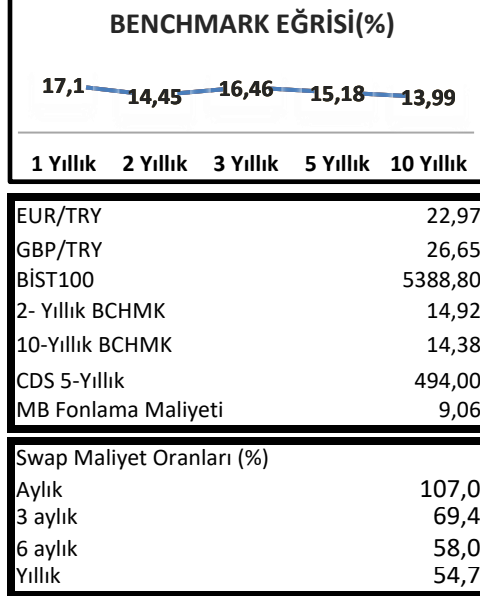 BENCHMARK EĞRİSİ(%)
17,1 14,45 16,46 15,18 13,99
1 Yıllık 2 Yıllık 3 Yıllık 5 Yıllık 10 Yıllık
EUR/TRY 22,97
GBP/TRY 26,65
BİST100 5388,80
2- Yıllık BCHMK 14,92
10-Yıllık BCHMK 14,38
CDS 5-Yıllık 494,00
MB Fonlama Maliyeti 9,06
Swap Maliyet Oranları (%)
Aylık 107,0
3 aylık 69,4
6 aylık 58,0
Yıllık 54,7